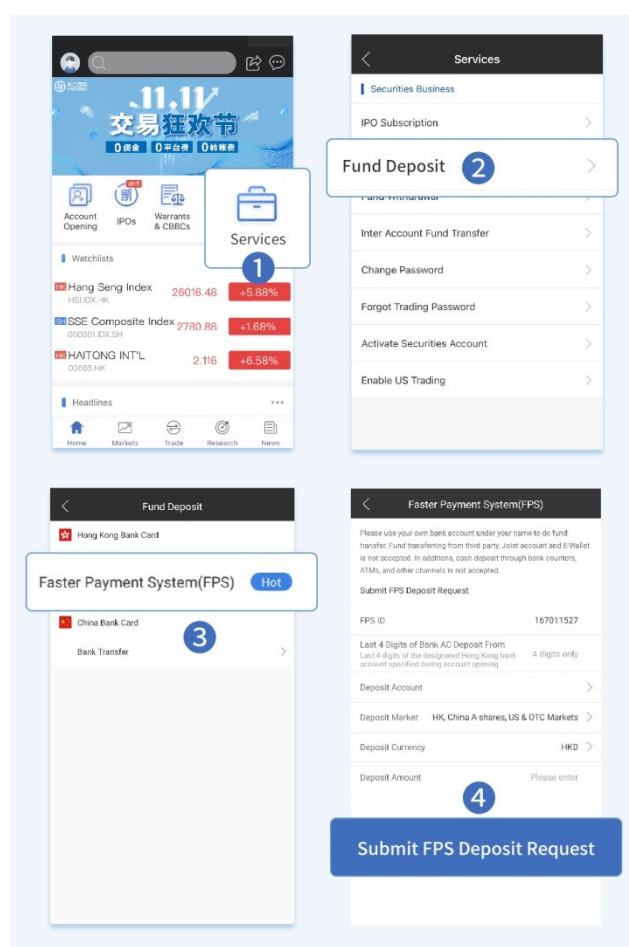 11.11
交易狂欢节
0佣金 0平台费 0转账费
Account
Opening
IPOs
Warrants
& CBBCs
Services
1
Watchlists
HK Hang Seng Index 26016.48 +5.88%
HSI.IDX.HK
SH SSE Composite Index 2780.88 +1.68%
000001.IDX.SH
HK HAITONG INT'L 2.116 +6.58%
00665.HK
Headlines
Home Markets Trade Research News
Services
Securities Business
IPO Subscription
Fund Deposit 2
Fund Withdrawal
Inter Account Fund Transfer
Change Password
Forgot Trading Password
Activate Securities Account
Enable US Trading
Fund Deposit
Hong Kong Bank Card
Faster Payment System(FPS) Hot
China Bank Card
3
Bank Transfer
Faster Payment System(FPS)
Please use your own bank account under your name to do fund
transfer. Fund transferring from third party, Joint account and E-Wallet
is not accepted. In additions, cash deposit through bank counters,
ATMs, and other channels is not accepted.
Submit FPS Deposit Request
FPS ID 167011527
Last 4 Digits of Bank AC Deposit From
Last 4 digits of the designated Hong Kong bank
account specified during account opening.
4 digits only
Deposit Account
Deposit Market HK, China A-shares, US & OTC Markets
Deposit Currency HKD
Deposit Amount Please enter
4
Submit FPS Deposit Request